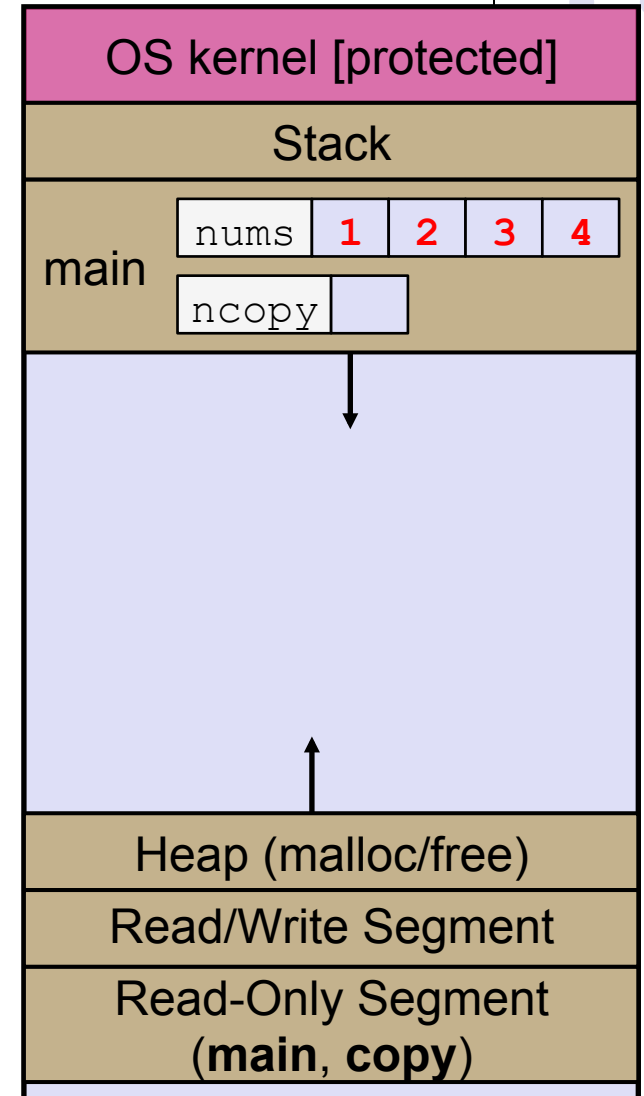 OS kernel [protected]
Stack
main
nums 1 2 3 4
ncopy
Heap (malloc/free)
Read/Write Segment
Read-Only Segment
(main, copy)